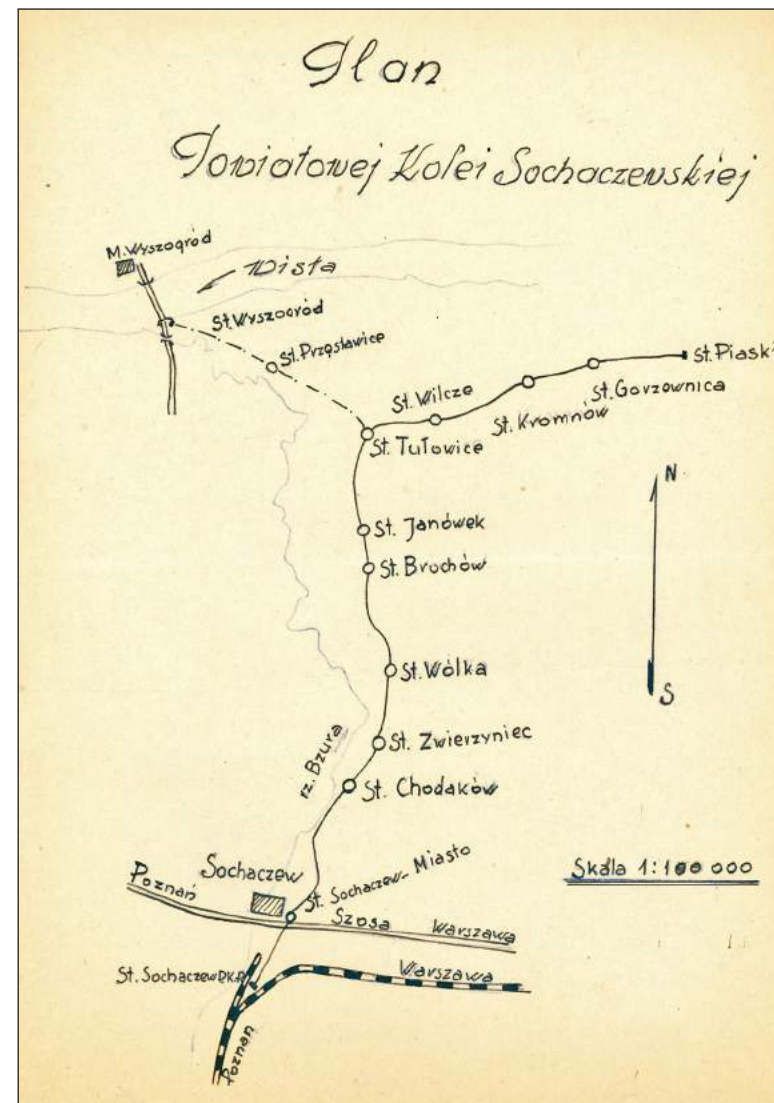 Plan
Powiatowej Kolei Sochaczewskiej
M. Wyszogród
Wisła
St. Wyszogród
St. Przęsławice
St. Piaski
St. Gorzownica
St. Wilcze
St. Kromnów
St. Tułowice
N
St. Janówek
St. Brochów
St. Wólka
S
St. Zwierzyniec
rz. Bzura
St. Chodaków
Skala 1:100 000
Sochaczew
St. Sochaczew-Miasto
Poznań
Szosa
Warszawa
St. Sochaczew P.K.P.
Warszawa
Poznań